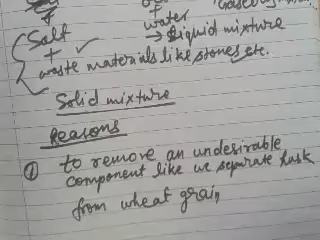 +
water
Salt
→ Liquid mixture
+
waste materials like stones etc.
Solid mixture
Reasons
① to remove an undesirable
component like we separate husk
from wheat grain